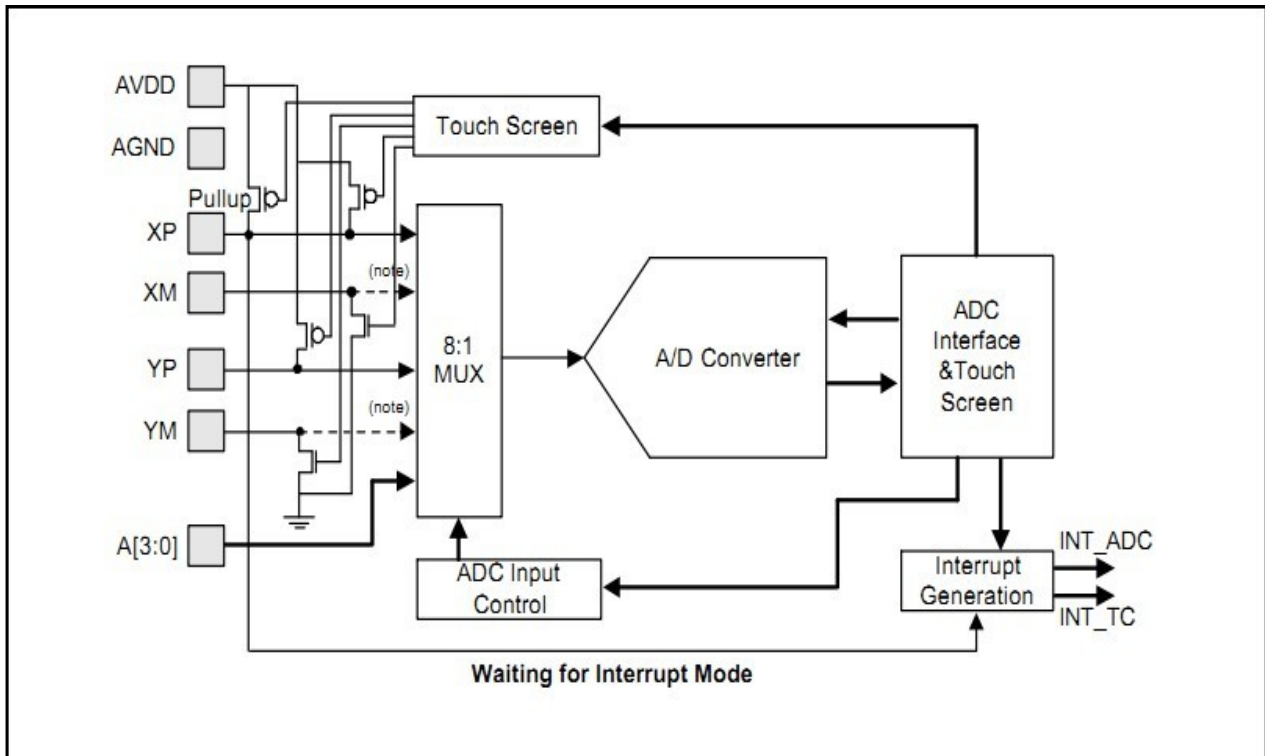 AVDD
AGND
Pullup
XP
XM
YP
YM
A[3:0]
Touch Screen
(note)
(note)
8:1
MUX
A/D Converter
ADC
Interface
&Touch
Screen
ADC Input
Control
Interrupt
Generation
INT_ADC
INT_TC
Waiting for Interrupt Mode